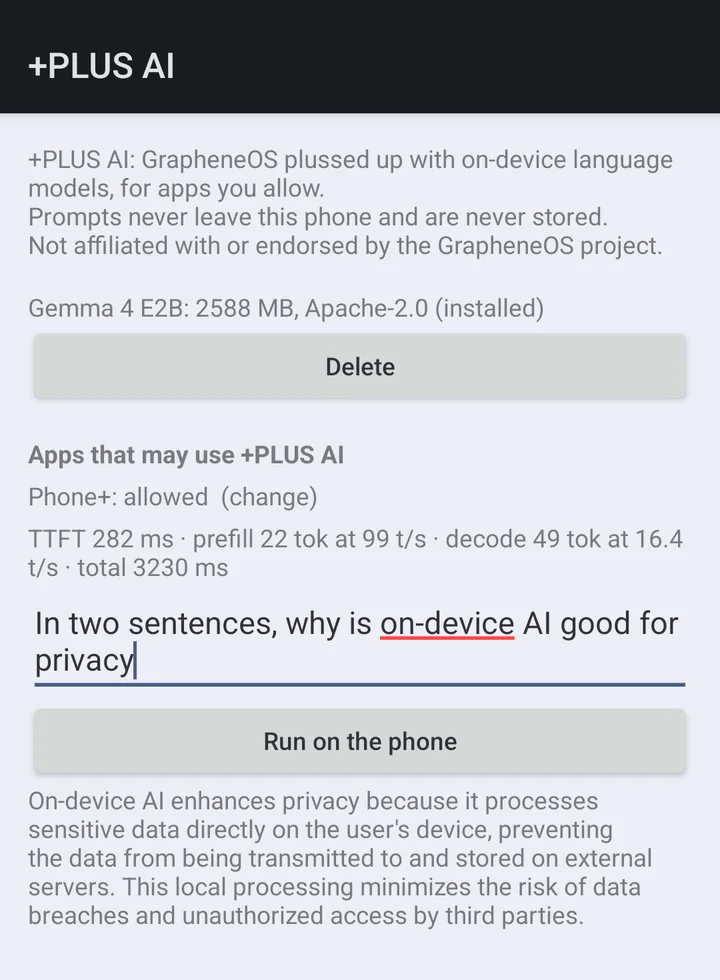 +PLUS AI
+PLUS AI: GrapheneOS plussed up with on-device language
models, for apps you allow.
Prompts never leave this phone and are never stored.
Not affiliated with or endorsed by the GrapheneOS project.
Gemma 4 E2B: 2588 MB, Apache-2.0 (installed)
Delete
Apps that may use +PLUS AI
Phone+: allowed  (change)
TTFT 282 ms · prefill 22 tok at 99 t/s · decode 49 tok at 16.4
t/s · total 3230 ms
In two sentences, why is on-device AI good for
privacy
Run on the phone
On-device AI enhances privacy because it processes
sensitive data directly on the user's device, preventing
the data from being transmitted to and stored on external
servers. This local processing minimizes the risk of data
breaches and unauthorized access by third parties.